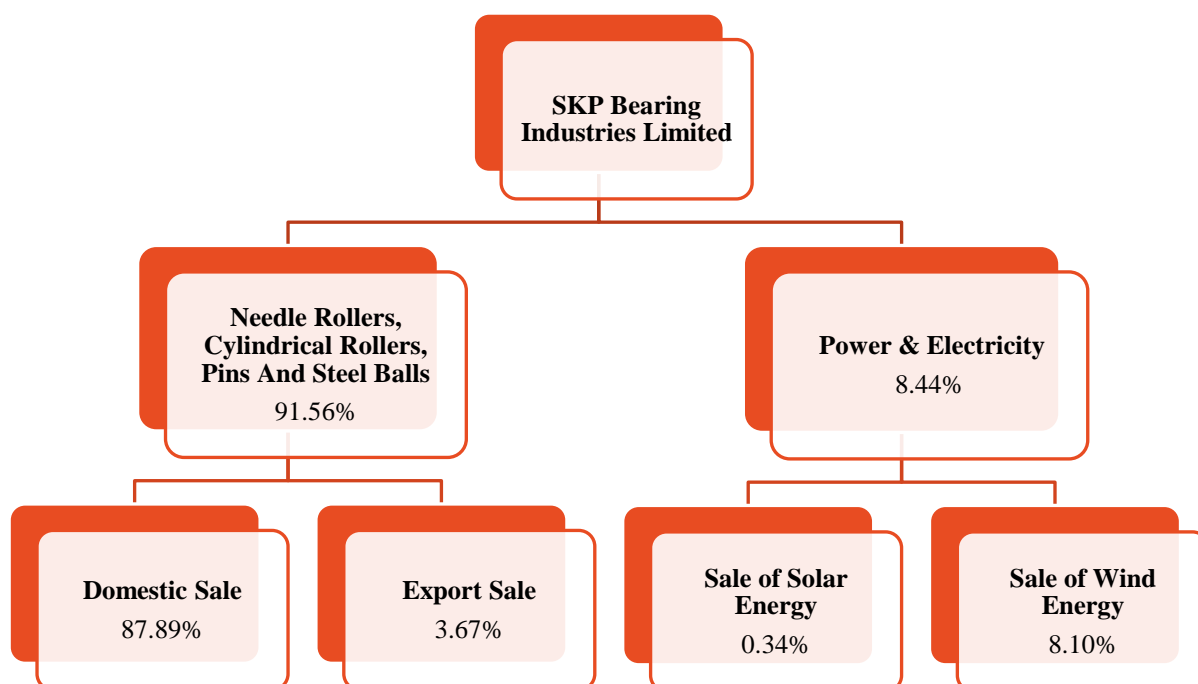 SKP Bearing
Industries Limited
Needle Rollers,
Cylindrical Rollers,
Pins And Steel Balls
91.56%
Power & Electricity
8.44%
Domestic Sale
87.89%
Export Sale
3.67%
Sale of Solar
Energy
0.34%
Sale of Wind
Energy
8.10%